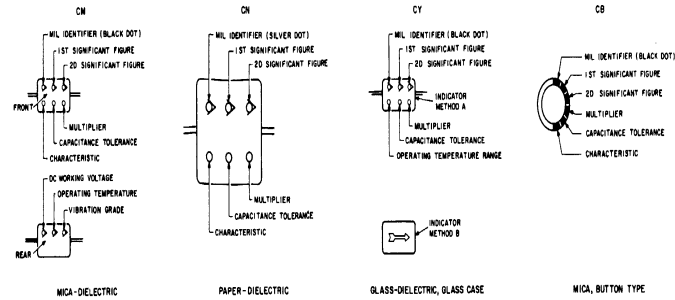 CM
MIL IDENTIFIER (BLACK DOT)
1ST SIGNIFICANT FIGURE
2D SIGNIFICANT FIGURE
FRONT
MULTIPLIER
CAPACITANCE TOLERANCE
CHARACTERISTIC
DC WORKING VOLTAGE
OPERATING TEMPERATURE
VIBRATION GRADE
REAR
MICA-DIELECTRIC
CN
MIL IDENTIFIER (SILVER DOT)
1ST SIGNIFICANT FIGURE
2D SIGNIFICANT FIGURE
MULTIPLIER
CAPACITANCE TOLERANCE
CHARACTERISTIC
PAPER-DIELECTRIC
CY
MIL IDENTIFIER (BLACK DOT)
1ST SIGNIFICANT FIGURE
2D SIGNIFICANT FIGURE
INDICATOR
METHOD A
MULTIPLIER
CAPACITANCE TOLERANCE
OPERATING TEMPERATURE RANGE
INDICATOR
METHOD B
GLASS-DIELECTRIC, GLASS CASE
CB
MIL IDENTIFIER (BLACK DOT)
1ST SIGNIFICANT FIGURE
2D SIGNIFICANT FIGURE
MULTIPLIER
CAPACITANCE TOLERANCE
CHARACTERISTIC
MICA, BUTTON TYPE